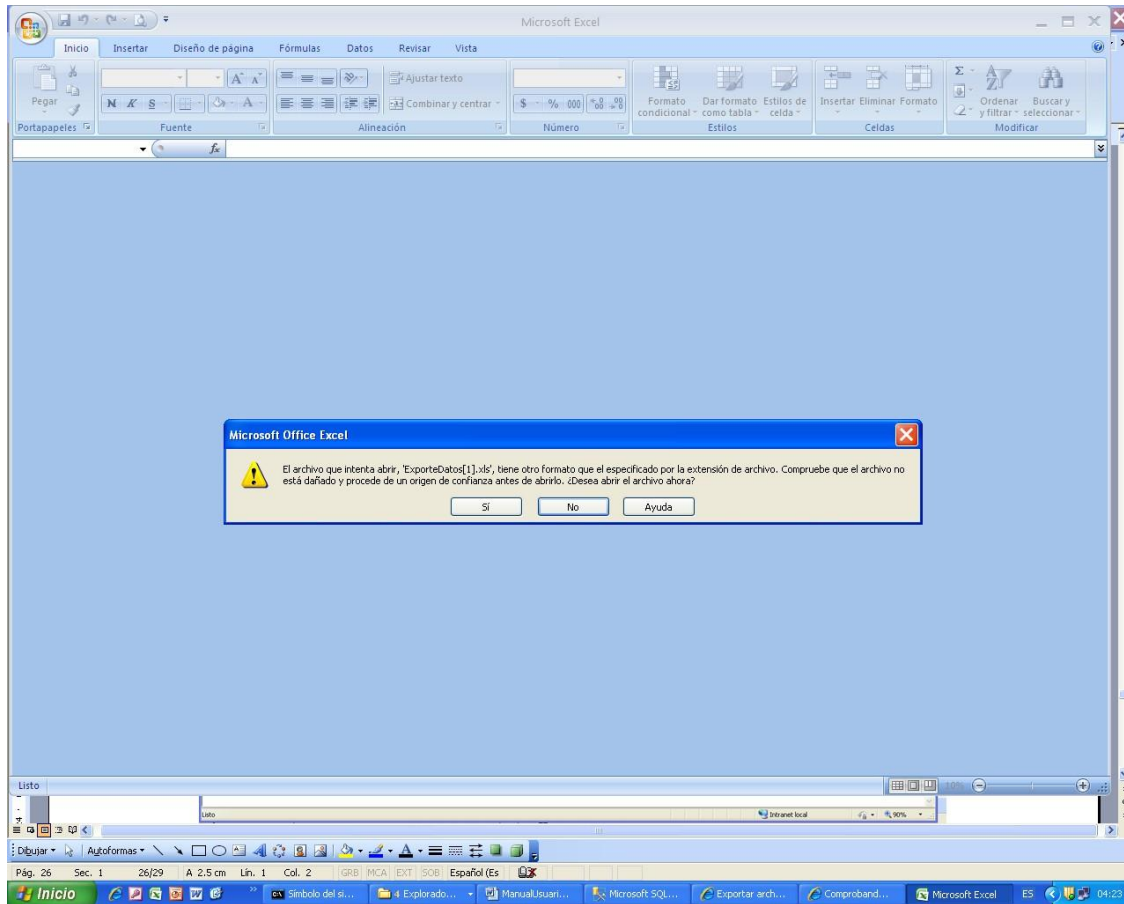 Microsoft Excel
Inicio Insertar Diseño de página Fórmulas Datos Revisar Vista
Pegar
N K S
Ajustar texto
Combinar y centrar
$ % 000
Formato condicional
Dar formato como tabla
Estilos de celda
Insertar Eliminar Formato
Σ
Ordenar y filtrar
Buscar y seleccionar
Portapapeles Fuente Alineación Número Estilos Celdas Modificar
fx
Microsoft Office Excel
El archivo que intenta abrir, 'ExporteDatos[1].xls', tiene otro formato que el especificado por la extensión de archivo. Compruebe que el archivo no
está dañado y procede de un origen de confianza antes de abrirlo. ¿Desea abrir el archivo ahora?
Sí No Ayuda
Listo 10%
Listo Intranet local 90%
Dibujar Autoformas
Pág. 26 Sec. 1 26/29 A 2.5 cm Lín. 1 Col. 2 GRB MCA EXT SOB Español (Es
Inicio Símbolo del si... 4 Explorado... ManualUsuari... Microsoft SQL... Exportar arch... Comproband... Microsoft Excel ES 04:23